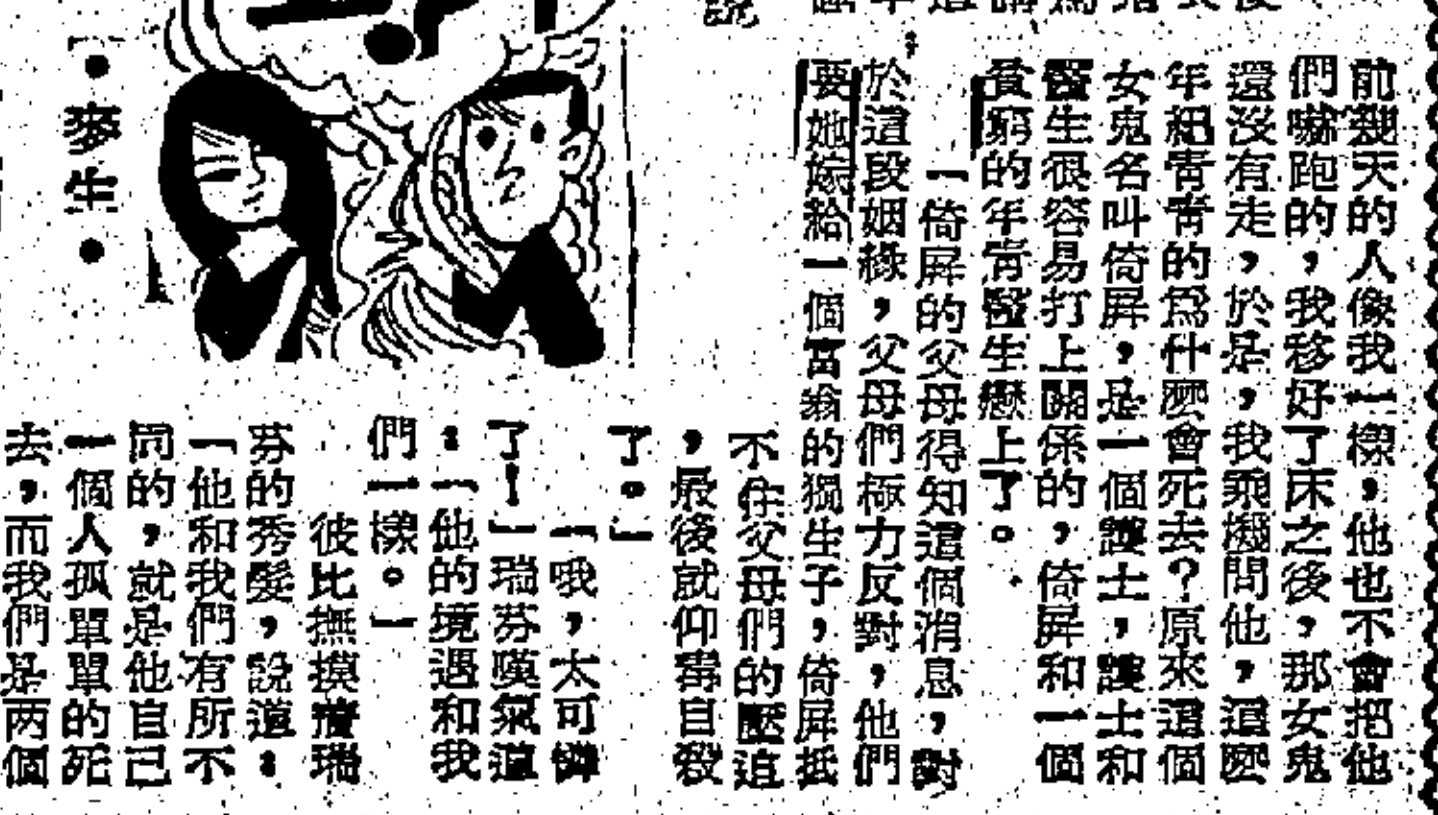 前幾天的人像我一樣，他也不會把他
們嚇跑的，我移好了床之後，那女鬼
還沒有走，於是，我乘機問他，這麼
年紀青青的爲什麼會死去？原來這個
女鬼名叫倚屏，是一個護士，護士和
醫生很容易打上關係的，倚屏和一個
貧窮的年青醫生戀上了。
「倚屏的父母得知這個消息，對
於這段姻緣，父母們極力反對，他們
要她嫁給一個富翁的獨生子，倚屏抵
不住父母們的壓迫
，最後就仰毒自殺
了。」
「哦，太可憐
了！」瑞芬嘆氣道
：「他的境遇和我
們一樣。」
彼比撫摸着瑞
芬的秀髮，說道：
「他和我們有所不
同的，就是他自己
一個人孤單單的死
去，而我們是两個
•麥生•